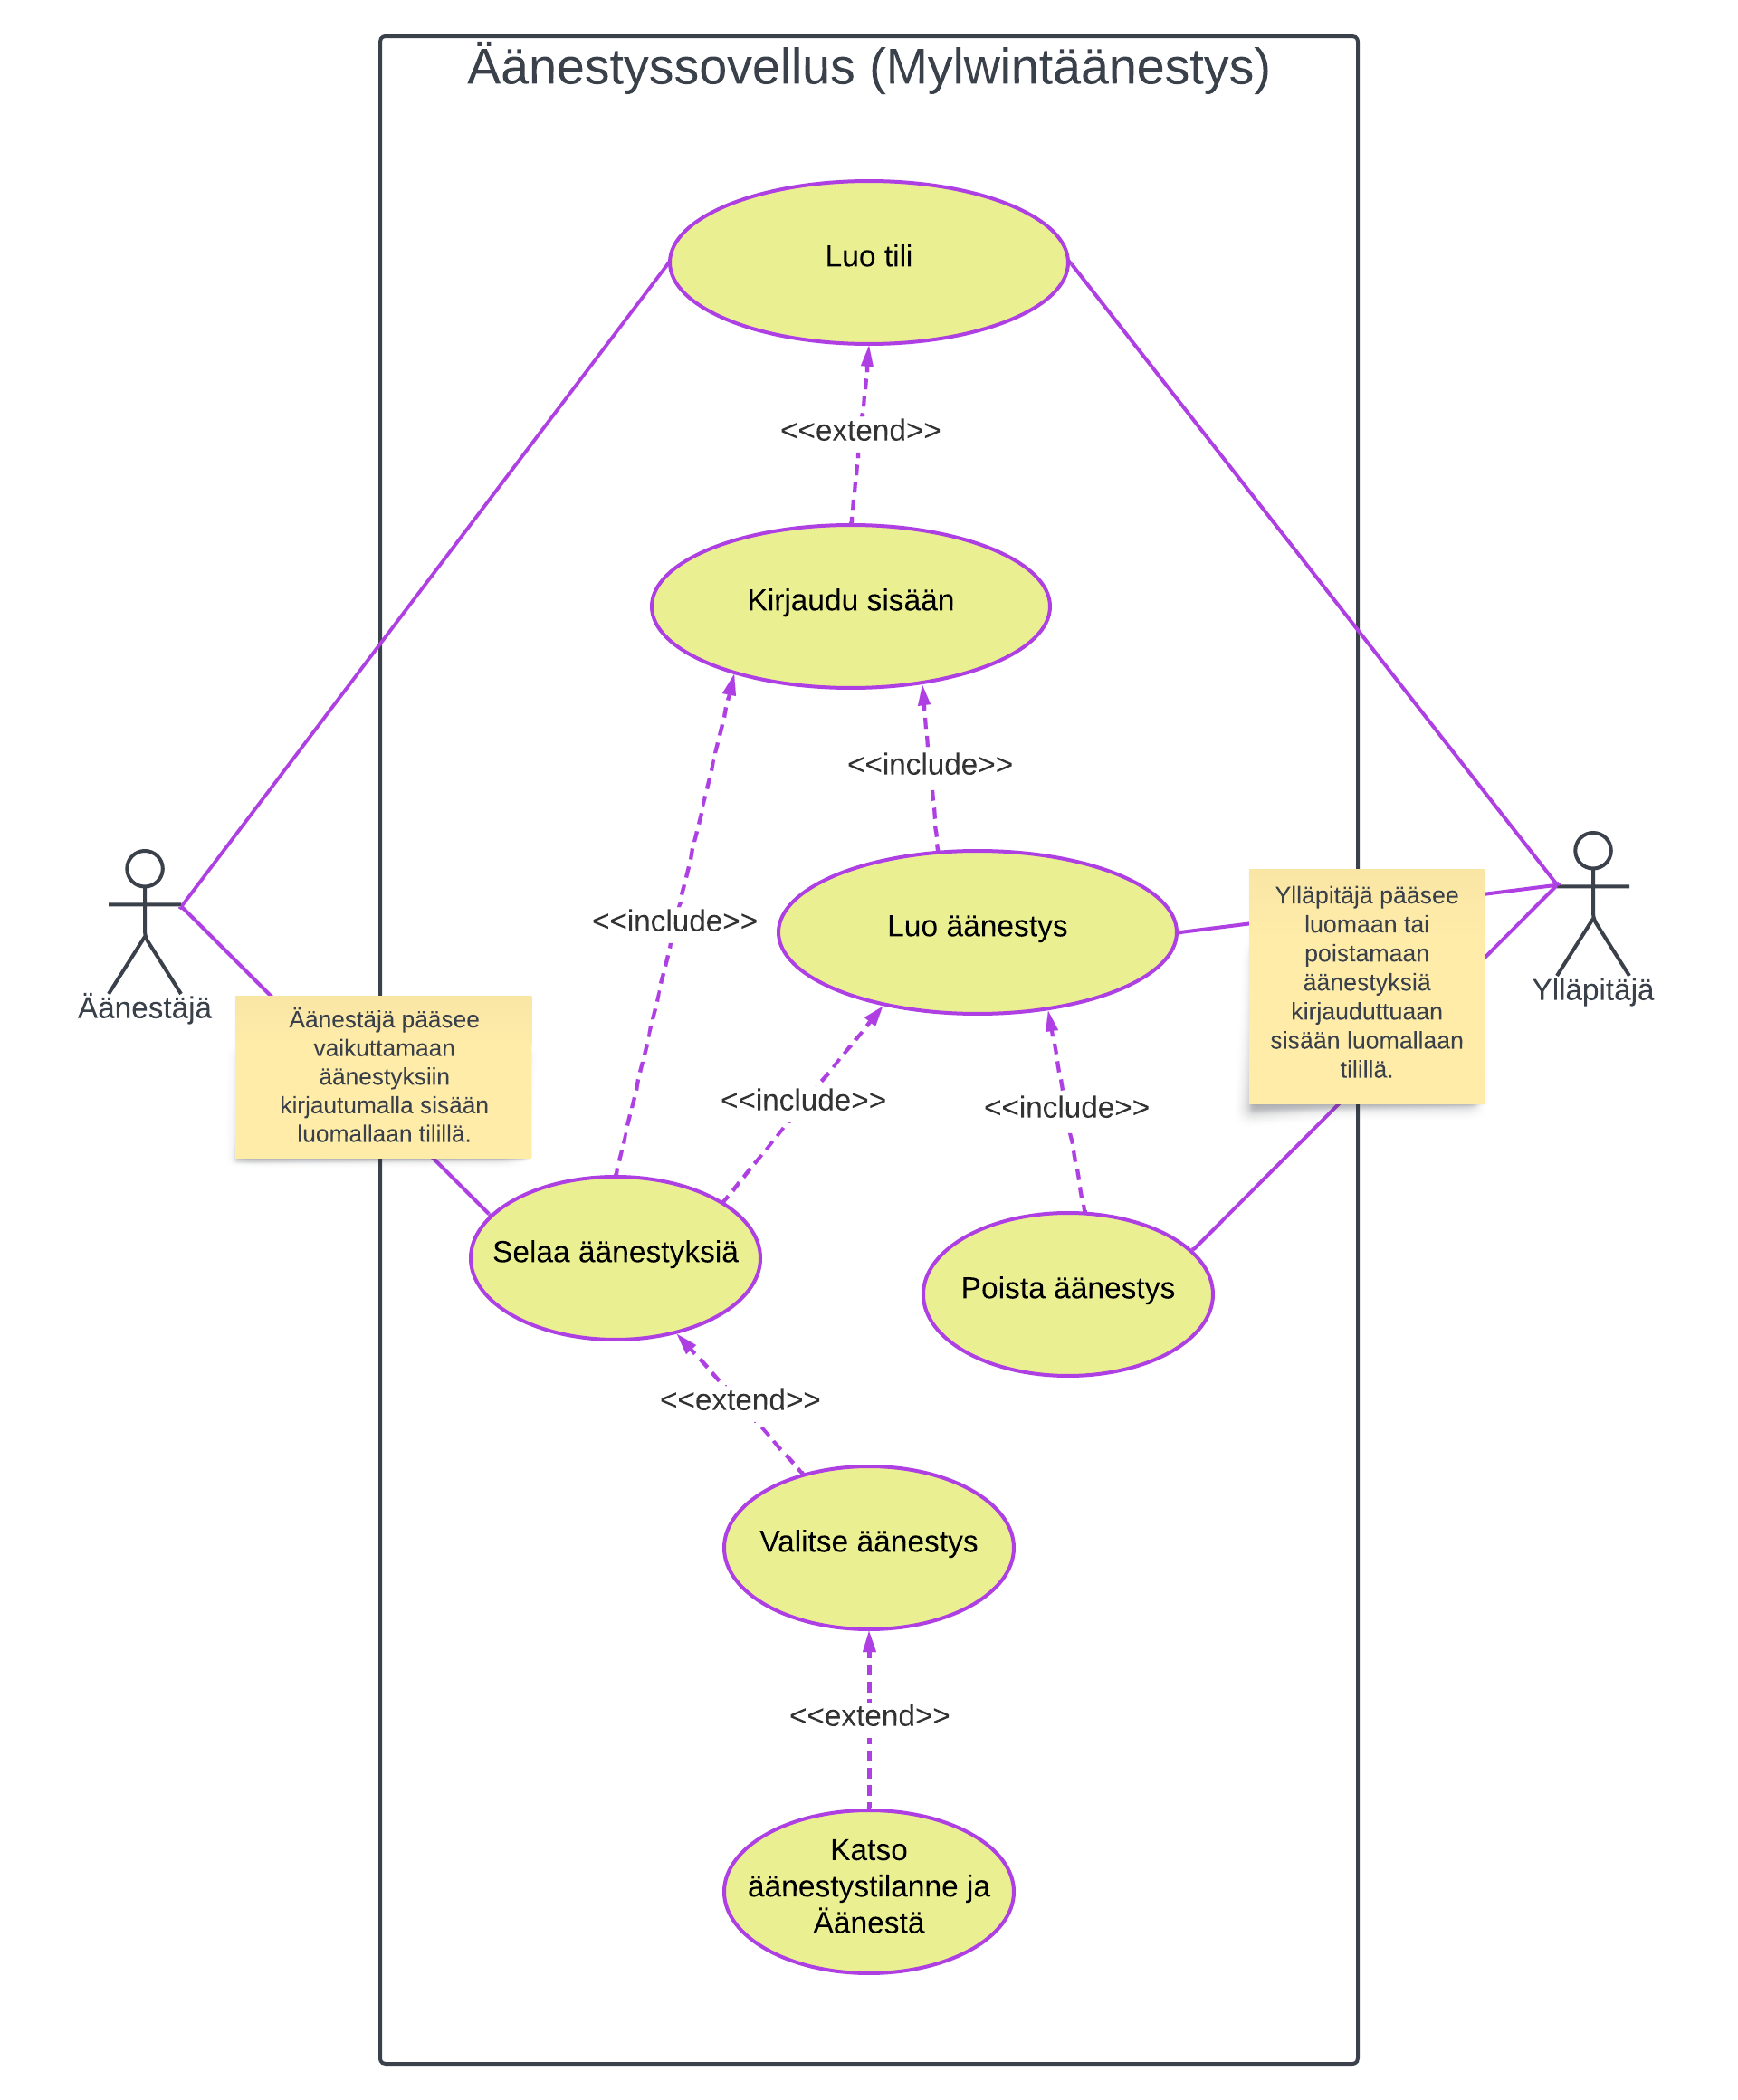 Äänestyssovellus (Mylwintäänestys)
Luo tili
<<extend>>
Kirjaudu sisään
<<include>>
<<include>>
Luo äänestys
Ylläpitäjä pääsee
luomaan tai
poistamaan
äänestyksiä
kirjauduttuaan
sisään luomallaan
tilillä.
Ylläpitäjä
Äänestäjä
Äänestäjä pääsee
vaikuttamaan
äänestyksiin
kirjautumalla sisään
luomallaan tilillä.
<<include>>
<<include>>
Selaa äänestyksiä
Poista äänestys
<<extend>>
Valitse äänestys
<<extend>>
Katso
äänestystilanne ja
Äänestä